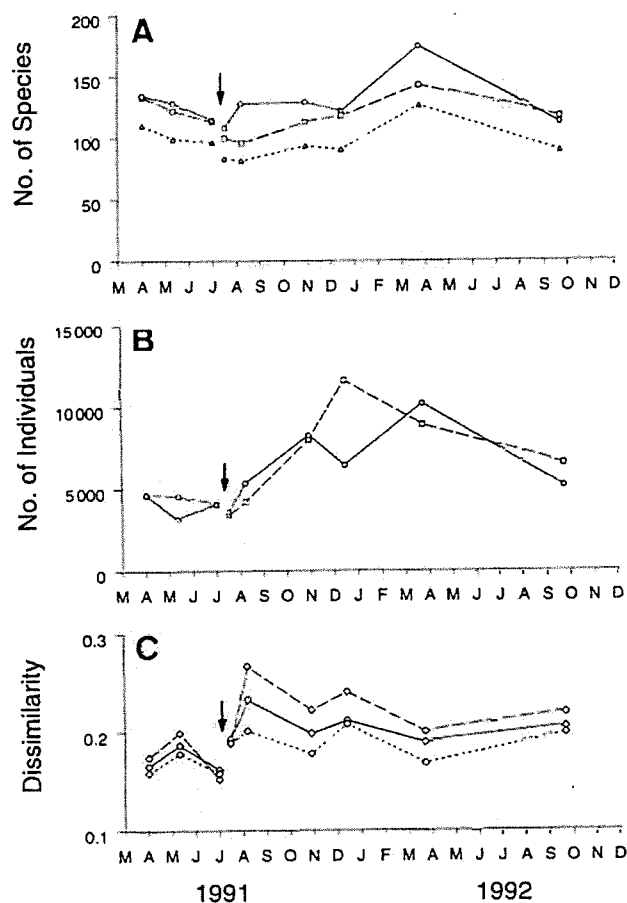 A
No. of Species
200
150
100
50
0
M A M J J A S O N D J F M A M J J A S O N D
B
No. of Individuals
15000
10000
5000
0
M A M J J A S O N D J F M A M J J A S O N D
C
Dissimilarity
0.3
0.2
0.1
M A M J J A S O N D J F M A M J J A S O N D
1991 1992